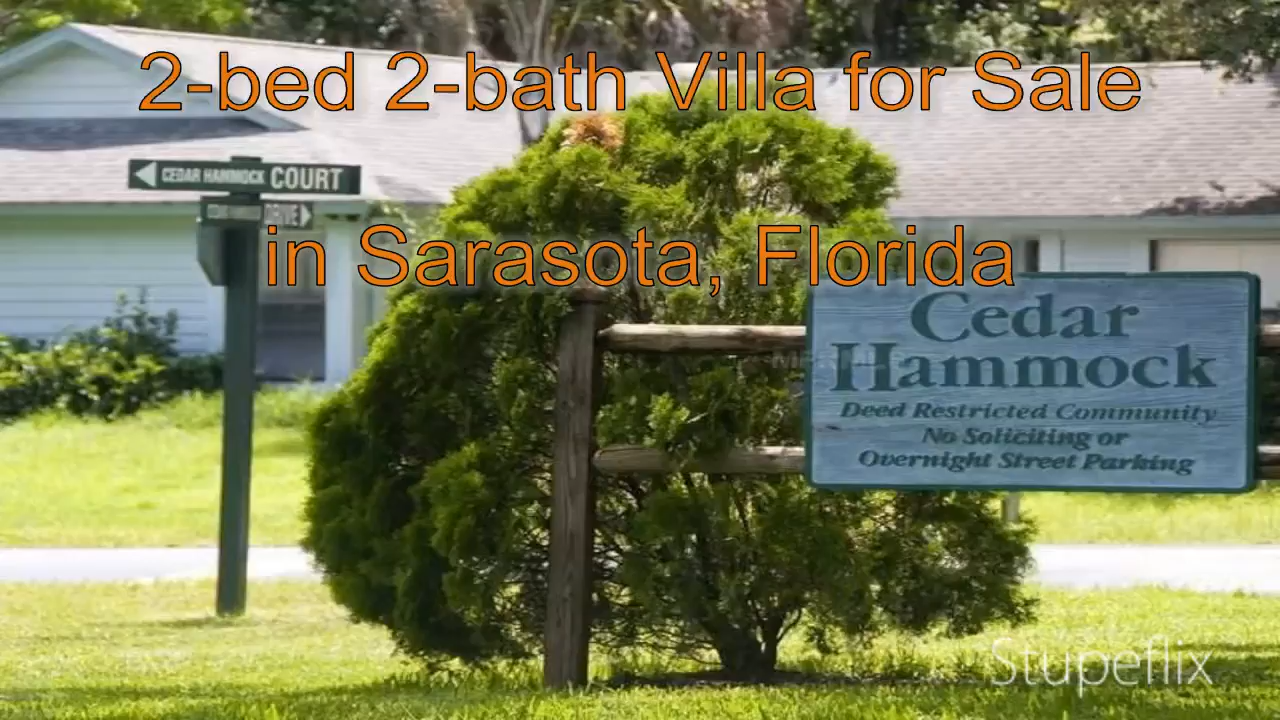 2-bed 2-bath Villa for Sale
CEDAR HAMMOCK COURT
DRIVE
in Sarasota, Florida
Cedar
Hammock
Deed Restricted Community
No Soliciting or
Overnight Street Parking
Stupeflix